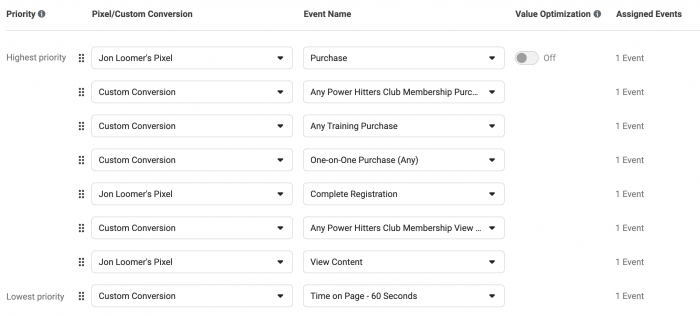 Priority Pixel/Custom Conversion Event Name Value Optimization Assigned Events
Highest priority Jon Loomer's Pixel Purchase Off 1 Event
Custom Conversion Any Power Hitters Club Membership Purc... 1 Event
Custom Conversion Any Training Purchase 1 Event
Custom Conversion One-on-One Purchase (Any) 1 Event
Jon Loomer's Pixel Complete Registration 1 Event
Custom Conversion Any Power Hitters Club Membership View ... 1 Event
Jon Loomer's Pixel View Content 1 Event
Lowest priority Custom Conversion Time on Page - 60 Seconds 1 Event